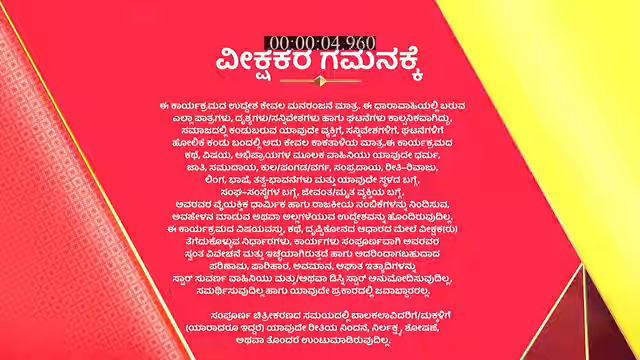 00:00:04.960
ವೀಕ್ಷಕರ ಗಮನಕ್ಕೆ
ಈ ಕಾರ್ಯಕ್ರಮದ ಉದ್ದೇಶ ಕೇವಲ ಮನರಂಜನೆ ಮಾತ್ರ. ಈ ಧಾರಾವಾಹಿಯಲ್ಲಿ ಬರುವ
ಎಲ್ಲಾ ಪಾತ್ರಗಳು, ದೃಶ್ಯಗಳು/ಸನ್ನಿವೇಶಗಳು ಹಾಗು ಘಟನೆಗಳು ಕಾಲ್ಪನಿಕವಾಗಿದ್ದು,
ಸಮಾಜದಲ್ಲಿ ಕಂಡುಬರುವ ಯಾವುದೇ ವ್ಯಕ್ತಿಗೆ, ಸನ್ನಿವೇಶಗಳಿಗೆ, ಘಟನೆಗಳಿಗೆ
ಹೋಲಿಕೆ ಕಂಡು ಬಂದಲ್ಲಿ ಅದು ಕೇವಲ ಕಾಕತಾಳಿಯ ಮಾತ್ರ.ಈ ಕಾರ್ಯಕ್ರಮದ
ಕಥೆ, ವಿಷಯ, ಅಭಿಪ್ರಾಯಗಳ ಮೂಲಕ ವಾಹಿನಿಯು ಯಾವುದೇ ಧರ್ಮ,
ಜಾತಿ, ಸಮುದಾಯ, ಕುಲ/ಪಂಗಡ/ವರ್ಗ, ಸಂಪ್ರದಾಯ, ರೀತಿ-ರಿವಾಜು,
ಲಿಂಗ, ಭಾಷೆ, ತತ್ವ-ಭಾವನೆಗಳು ಮತ್ತು ಯಾವುದೇ ಸ್ಥಳದ ಬಗ್ಗೆ,
ಸಂಘ-ಸಂಸ್ಥೆಗಳ ಬಗ್ಗೆ, ಜೀವಂತ/ಮೃತ ವ್ಯಕ್ತಿಯ ಬಗ್ಗೆ,
ಅವರವರ ವೈಯಕ್ತಿಕ ಧಾರ್ಮಿಕ ಹಾಗು ರಾಜಕೀಯ ನಂಬಿಕೆಗಳನ್ನು ನಿಂದಿಸುವ,
ಅವಹೇಳನ ಮಾಡುವ ಅಥವಾ ಅಲ್ಲಗಳೆಯುವ ಉದ್ದೇಶವನ್ನು ಹೊಂದಿರುವುದಿಲ್ಲ.
ಈ ಕಾರ್ಯಕ್ರಮದ ವಿಷಯವಸ್ತು, ಕಥೆ, ದೃಷ್ಟಿಕೋನದ ಆಧಾರದ ಮೇಲೆ ವೀಕ್ಷಕ(ರು)
ತೆಗೆದುಕೊಳ್ಳುವ ನಿರ್ಧಾರಗಳು, ಕಾರ್ಯಗಳು ಸಂಪೂರ್ಣವಾಗಿ ಅವರವರ
ಸ್ವಂತ ವಿವೇಚನೆ ಮತ್ತು ಇಚ್ಛೆಯಾಗಿರುತ್ತದೆ ಹಾಗು ಅದರಿಂದಾಗಬಹುದಾದ
ಪರಿಣಾಮ, ಪಾರಿಹಾರ, ಅವಮಾನ, ಆಘಾತ ಇತ್ಯಾದಿಗಳನ್ನು
ಸ್ಟಾರ್ ಸುವರ್ಣ ವಾಹಿನಿಯು ಮತ್ತು/ಅಥವಾ ಡಿಸ್ನಿ ಸ್ಟಾರ್ ಅನುಮೋದಿಸುವುದಿಲ್ಲ,
ಸಮರ್ಥಿಸುವುದಿಲ್ಲ ಹಾಗು ಯಾವುದೇ ಪ್ರಕಾರದಲ್ಲಿ ಜವಾಬ್ದಾರರಲ್ಲ.
ಸಂಪೂರ್ಣ ಚಿತ್ರೀಕರಣದ ಸಮಯದಲ್ಲಿ ಬಾಲಕಲಾವಿದರಿಗೆ/ಮಕ್ಕಳಿಗೆ
(ಯಾರಾದರೂ ಇದ್ದರೆ) ಯಾವುದೇ ರೀತಿಯ ನಿಂದನೆ, ನಿರ್ಲಕ್ಷ್ಯ, ಶೋಷಣೆ,
ಅಥವಾ ತೊಂದರೆ ಉಂಟುಮಾಡಿರುವುದಿಲ್ಲ.